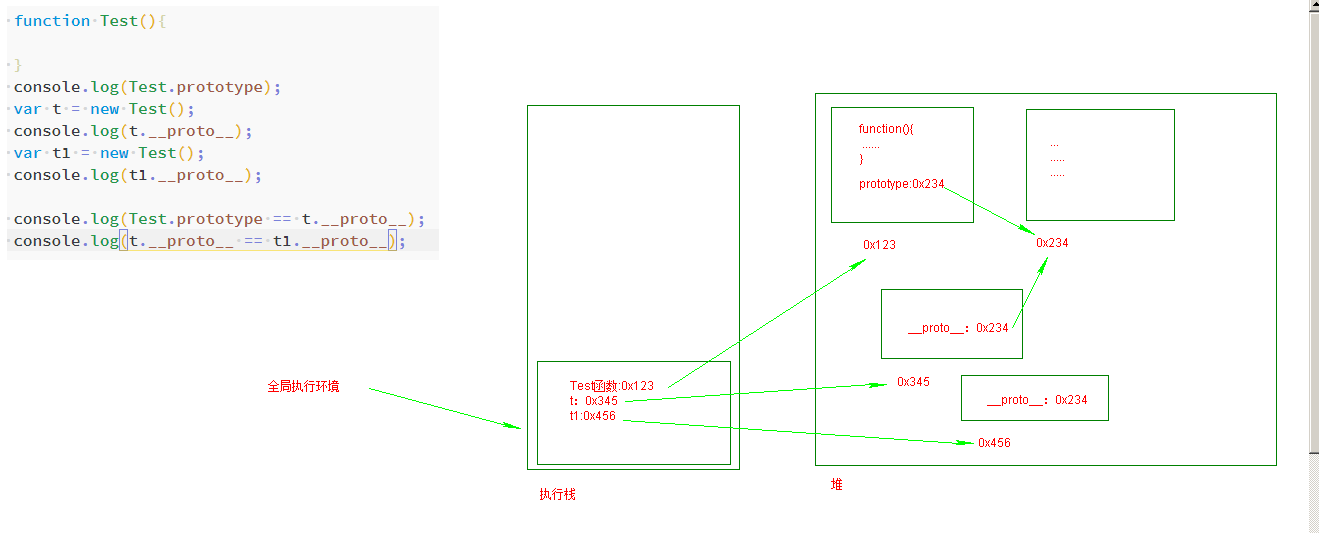 function Test(){
}
console.log(Test.prototype);
var t = new Test();
console.log(t.__proto__);
var t1 = new Test();
console.log(t1.__proto__);
console.log(Test.prototype == t.__proto__);
console.log(t.__proto__ == t1.__proto__);
function(){
......
}
prototype:0x234
...
.....
.....
0x123
0x234
__proto__：0x234
全局执行环境
Test函数:0x123
t：0x345
t1:0x456
0x345
__proto__：0x234
0x456
执行栈
堆